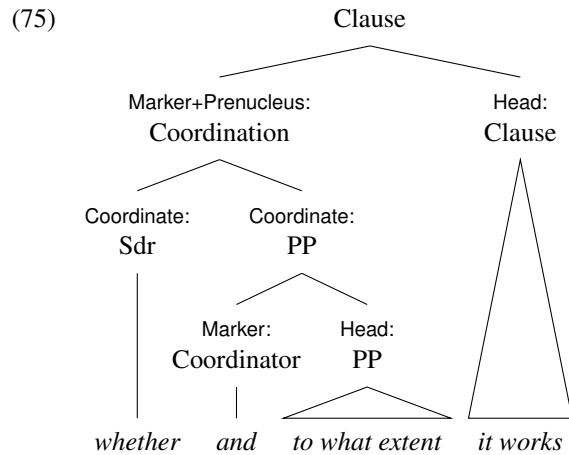 (75) Clause
Marker+Prenucleus: Head:
Coordination Clause
Coordinate: Coordinate:
Sdr PP
Marker: Head:
Coordinator PP
whether and to what extent it works